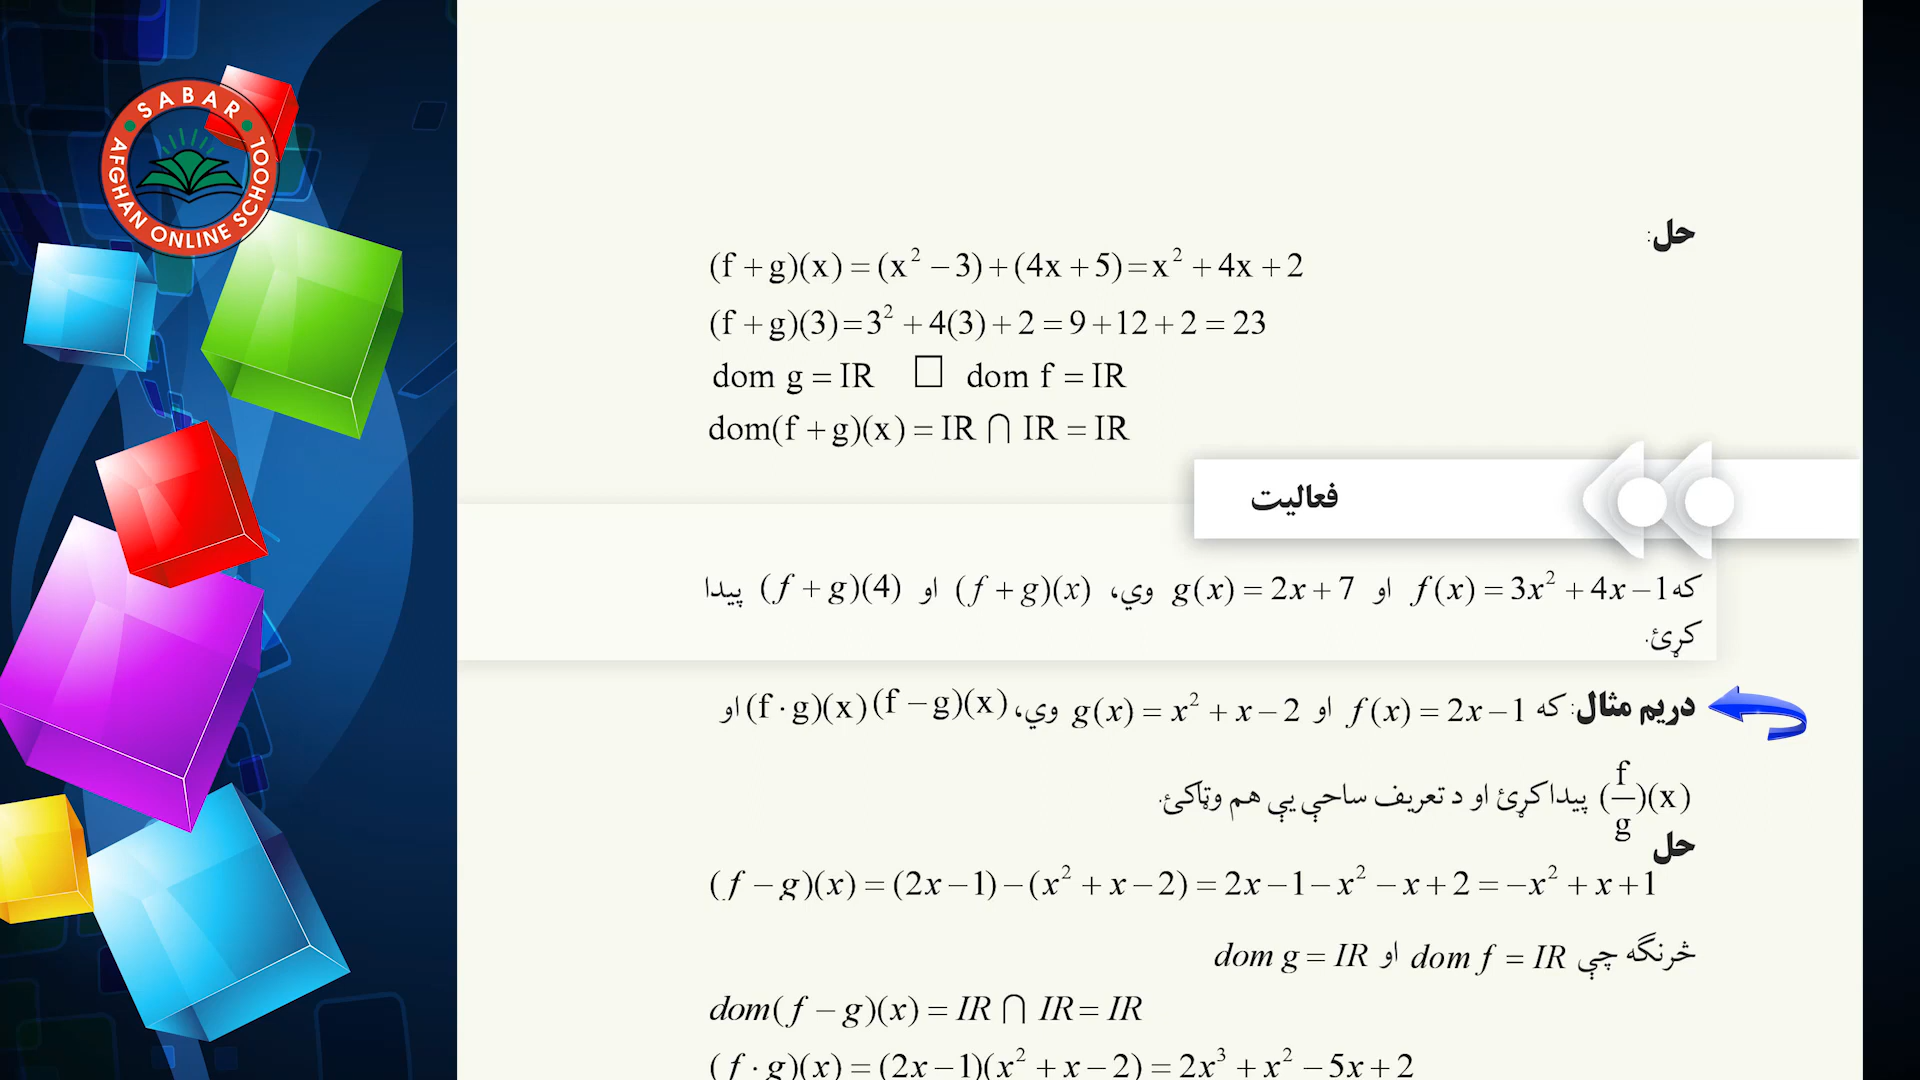 SABAR
AFGHAN ONLINE SCHOOL
حل:
(f + g)(x) = (x² − 3) + (4x + 5) = x² + 4x + 2
(f + g)(3) = 3² + 4(3) + 2 = 9 + 12 + 2 = 23
dom g = IR □ dom f = IR
dom(f + g)(x) = IR ∩ IR = IR
فعالیت
که f(x) = 3x² + 4x − 1 او g(x) = 2x + 7 وي، (f + g)(x) او (f + g)(4) پیدا
کړئ.
دریم مثال: که f(x) = 2x − 1 او g(x) = x² + x − 2 وي، (f − g)(x) (f · g)(x) او
(f/g)(x) پیدا کړئ او د تعریف ساحې یې هم وټاکئ.
حل
(f − g)(x) = (2x − 1) − (x² + x − 2) = 2x − 1 − x² − x + 2 = −x² + x + 1
څرنګه چې dom f = IR او dom g = IR
dom(f − g)(x) = IR ∩ IR = IR
(f · g)(x) = (2x − 1)(x² + x − 2) = 2x³ + x² − 5x + 2